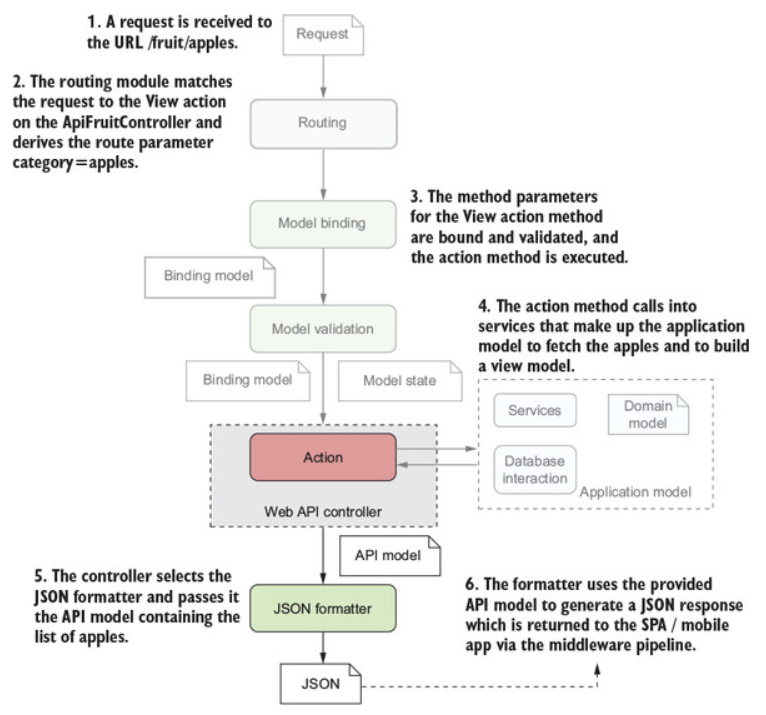 1. A request is received to
the URL /fruit/apples.
Request
2. The routing module matches
the request to the View action
on the ApiFruitController and
derives the route parameter
category=apples.
Routing
3. The method parameters
for the View action method
are bound and validated, and
the action method is executed.
Model binding
Binding model
Model validation
4. The action method calls into
services that make up the application
model to fetch the apples and to build
a view model.
Binding model
Model state
Services
Domain
model
Action
Database
interaction
Application model
Web API controller
API model
5. The controller selects the
JSON formatter and passes it
the API model containing the
list of apples.
JSON formatter
6. The formatter uses the provided
API model to generate a JSON response
which is returned to the SPA / mobile
app via the middleware pipeline.
JSON